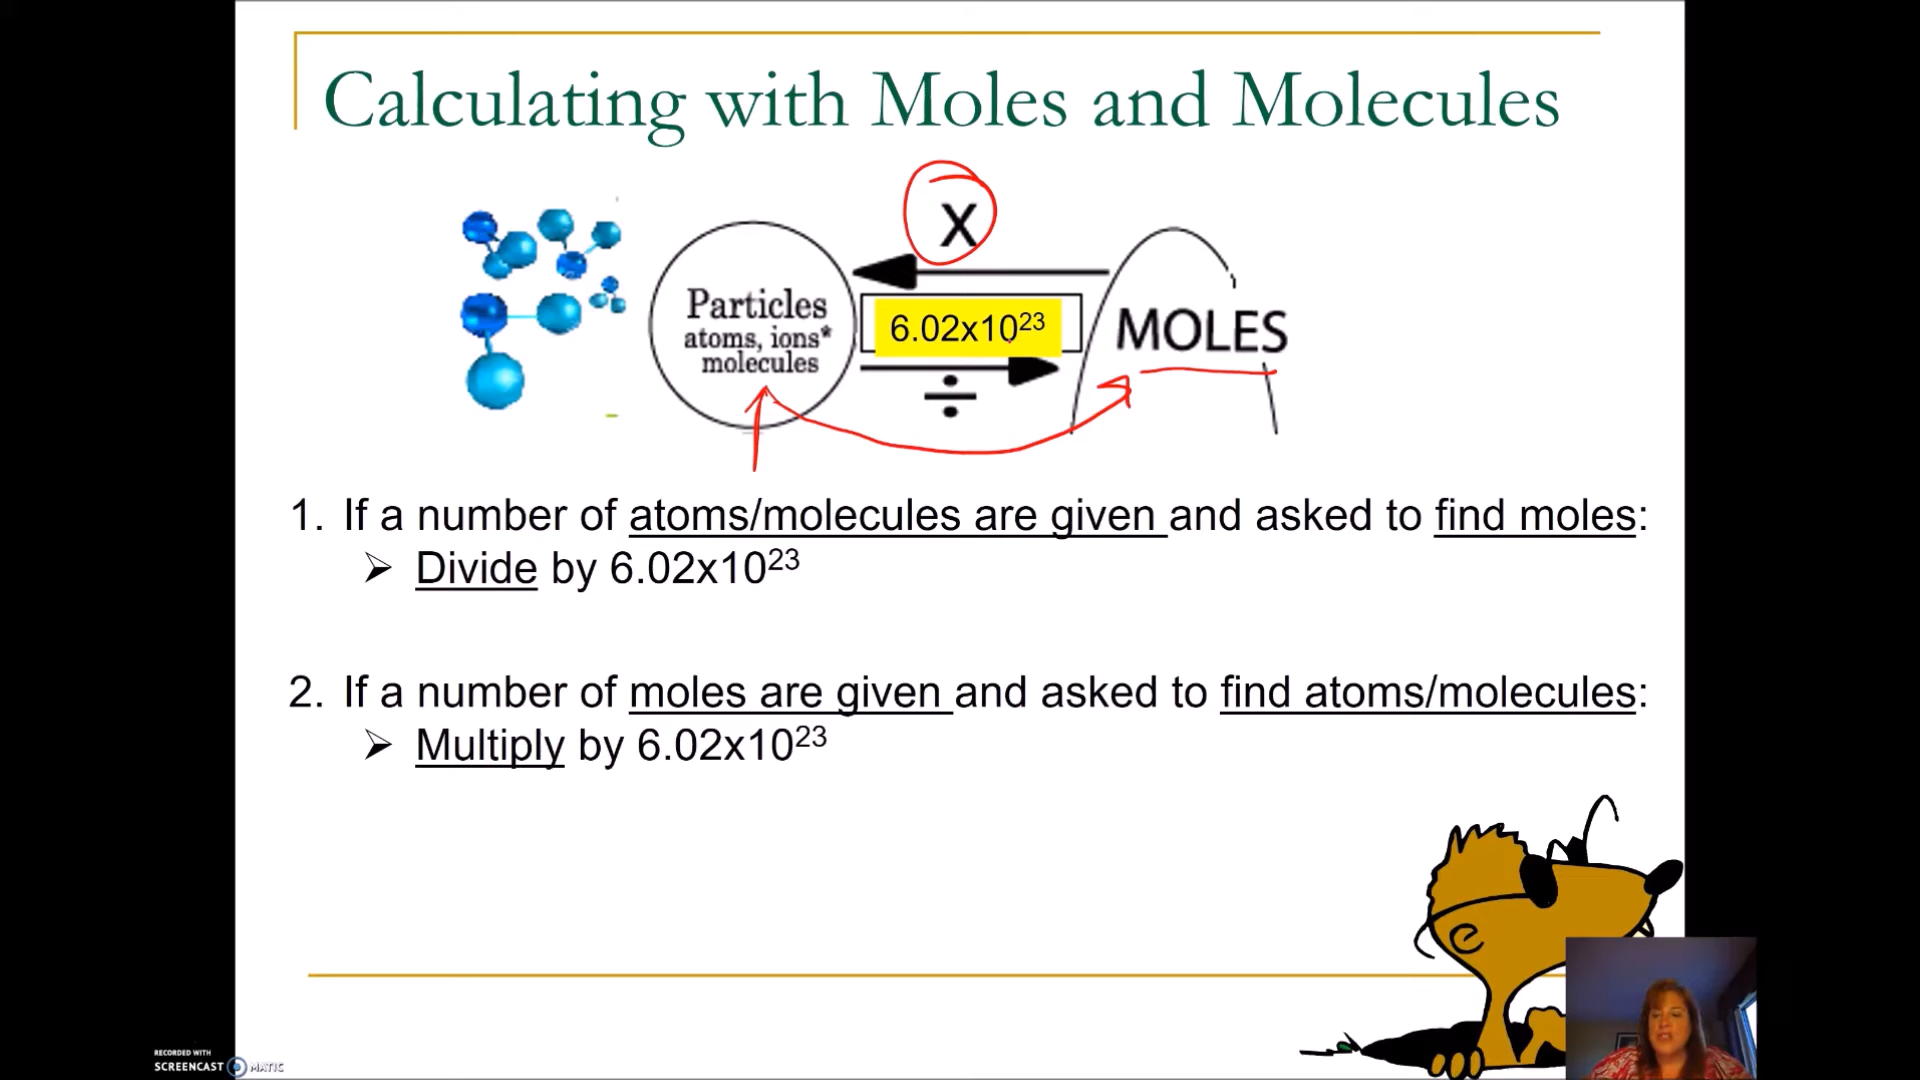 Calculating with Moles and Molecules
X
Particles
atoms, ions*
molecules
6.02x10²³
MOLES
÷
1. If a number of atoms/molecules are given and asked to find moles:
➢ Divide by 6.02x10²³
2. If a number of moles are given and asked to find atoms/molecules:
➢ Multiply by 6.02x10²³
RECORDED WITH
SCREENCAST MATIC